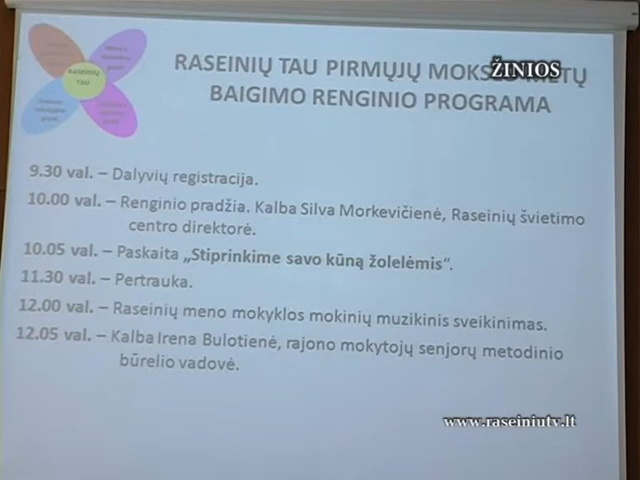 RASEINIŲ TAU PIRMŲJŲ MOKSLO METŲ
ŽINIOS
BAIGIMO RENGINIO PROGRAMA
RASEINIŲ
TAU
9.30 val. – Dalyvių registracija.
10.00 val. – Renginio pradžia. Kalba Silva Morkevičienė, Raseinių švietimo
centro direktorė.
10.05 val. – Paskaita „Stiprinkime savo kūną žolelėmis“.
11.30 val. – Pertrauka.
12.00 val. – Raseinių meno mokyklos mokinių muzikinis sveikinimas.
12.05 val. – Kalba Irena Bulotienė, rajono mokytojų senjorų metodinio
būrelio vadovė.
www.raseiniutv.lt